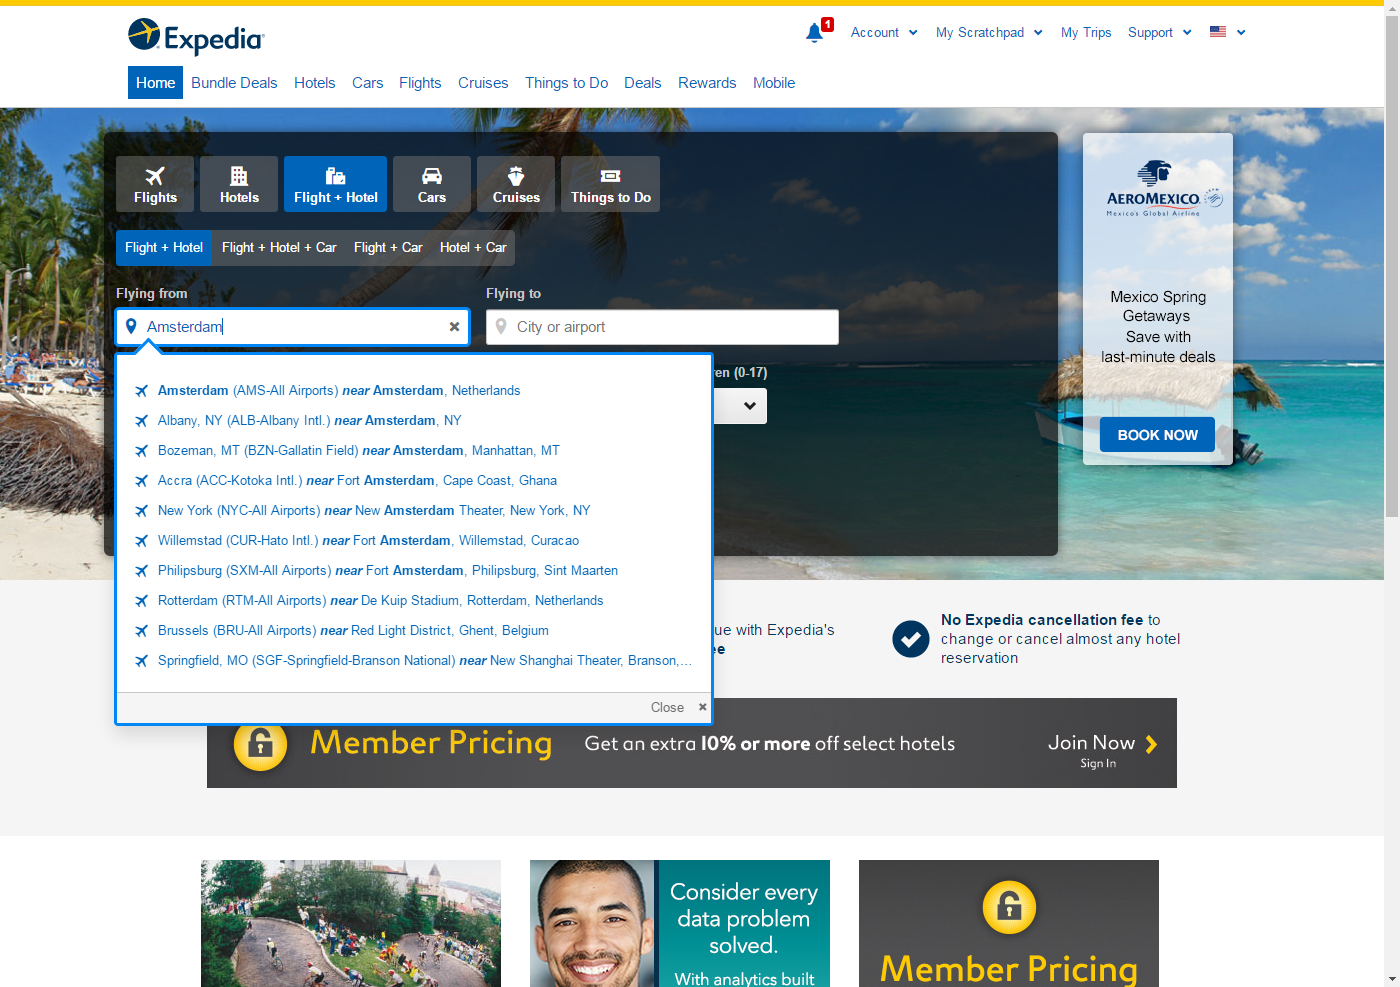 Expedia
1
Account
My Scratchpad
My Trips
Support
Home
Bundle Deals
Hotels
Cars
Flights
Cruises
Things to Do
Deals
Rewards
Mobile
Flights
Hotels
Flight + Hotel
Cars
Cruises
Things to Do
Flight + Hotel
Flight + Hotel + Car
Flight + Car
Hotel + Car
Flying from
Flying to
Amsterdam
City or airport
ren (0-17)
Amsterdam (AMS-All Airports) near Amsterdam, Netherlands
Albany, NY (ALB-Albany Intl.) near Amsterdam, NY
Bozeman, MT (BZN-Gallatin Field) near Amsterdam, Manhattan, MT
Accra (ACC-Kotoka Intl.) near Fort Amsterdam, Cape Coast, Ghana
New York (NYC-All Airports) near New Amsterdam Theater, New York, NY
Willemstad (CUR-Hato Intl.) near Fort Amsterdam, Willemstad, Curacao
Philipsburg (SXM-All Airports) near Fort Amsterdam, Philipsburg, Sint Maarten
Rotterdam (RTM-All Airports) near De Kuip Stadium, Rotterdam, Netherlands
Brussels (BRU-All Airports) near Red Light District, Ghent, Belgium
Springfield, MO (SGF-Springfield-Branson National) near New Shanghai Theater, Branson,...
Close
AEROMEXICO
Mexico's Global Airline
Mexico Spring
Getaways
Save with
last-minute deals
BOOK NOW
ue with Expedia's
ee
No Expedia cancellation fee to
change or cancel almost any hotel
reservation
Member Pricing
Get an extra 10% or more off select hotels
Join Now
Sign In
Consider every
data problem
solved.
With analytics built
Member Pricing